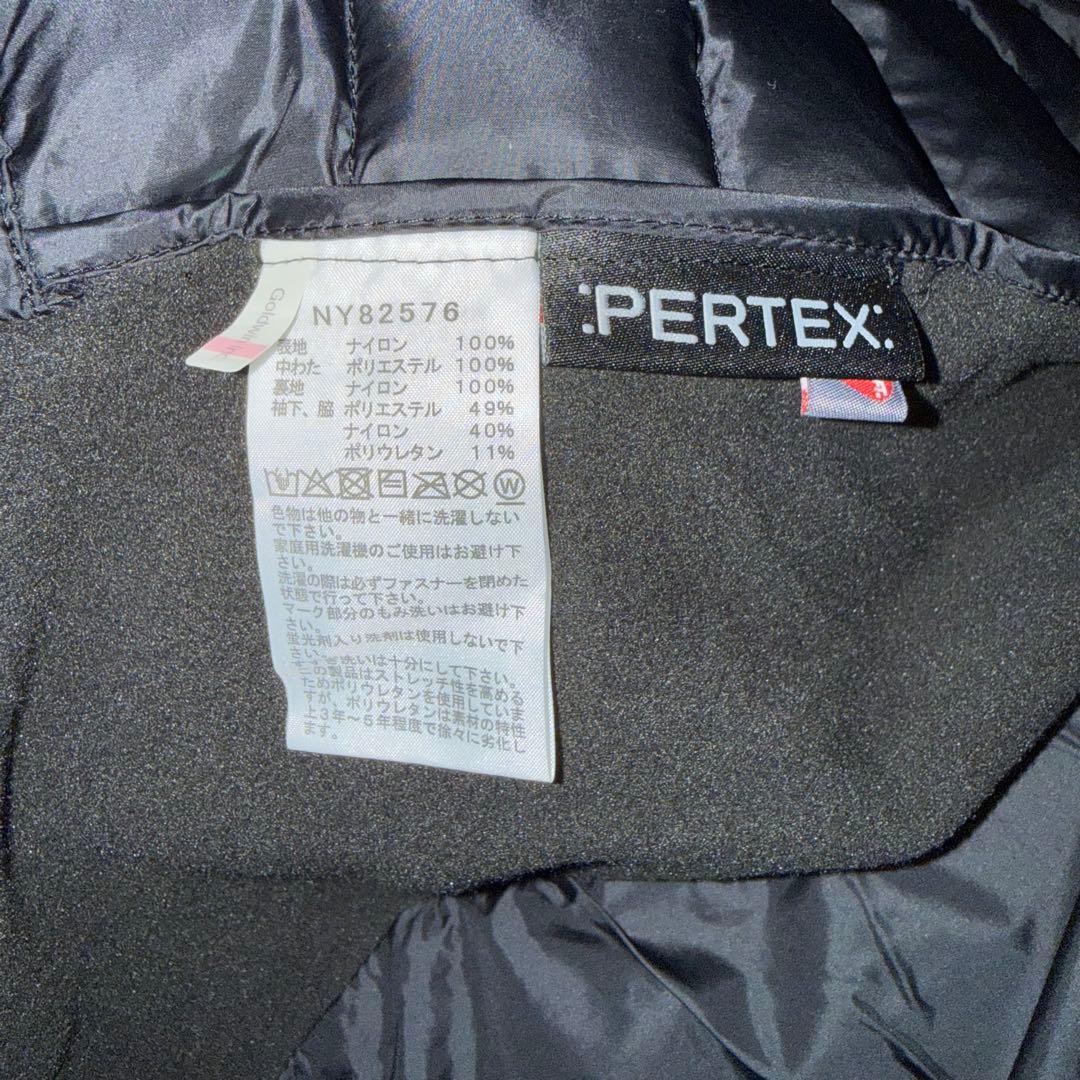 Goldwin
NY82576
表地 ナイロン 100%
中わた ポリエステル 100%
裏地 ナイロン 100%
袖下、脇 ポリエステル 49%
ナイロン 40%
ポリウレタン 11%
W
色物は他の物と一緒に洗濯しない
で下さい。
家庭用洗濯機のご使用はお避け下
さい。
洗濯の際は必ずファスナーを閉めた
状態で行って下さい。
マーク部分のもみ洗いはお避け下
さい。
蛍光剤入り洗剤は使用しないで下
さい。
洗いは十分にして下さい。
この製品はストレッチ性を高める
ためポリウレタンを使用していま
すが、ポリウレタンは素材の特性
上3年～5年程度で徐々に劣化し
ます。
:PERTEX: